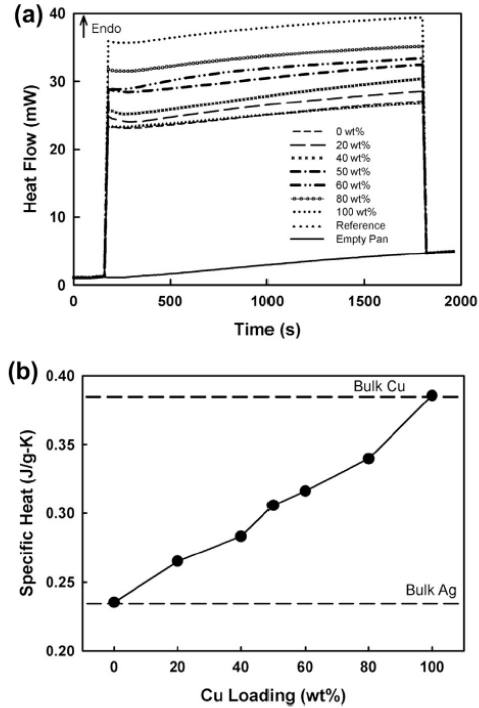 (a)
40
Endo
30
20
10
0
Heat Flow (mW)
0 wt%
20 wt%
40 wt%
50 wt%
60 wt%
80 wt%
100 wt%
Reference
Empty Pan
0 500 1000 1500 2000
Time (s)
(b)
0.40
Bulk Cu
0.35
0.30
0.25
Bulk Ag
0.20
Specific Heat (J/g-K)
0 20 40 60 80 100
Cu Loading (wt%)